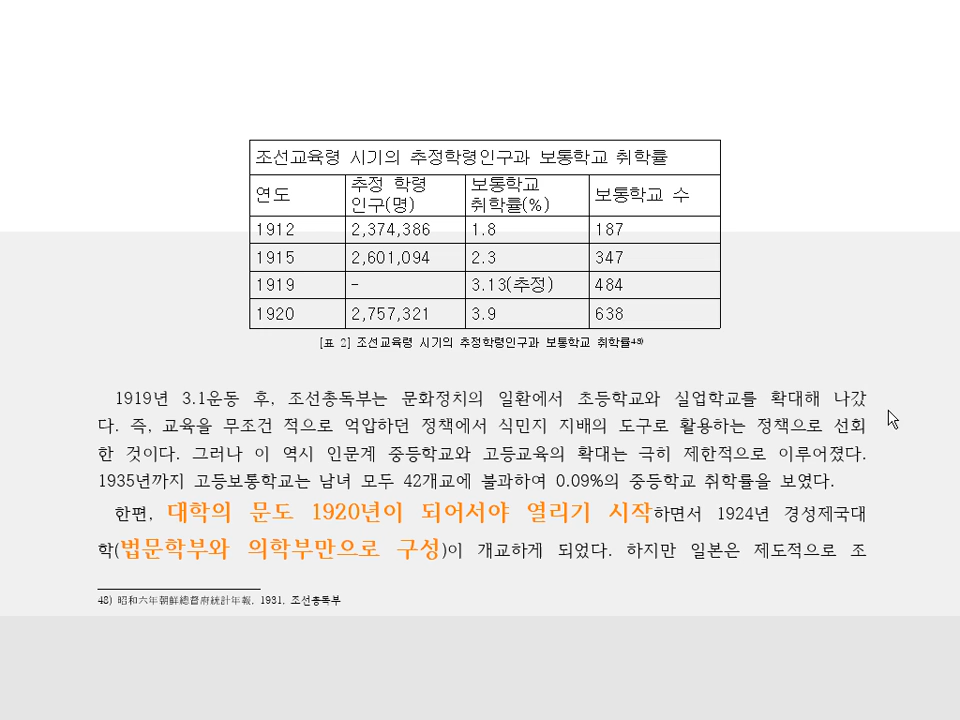 조선교육령 시기의 추정학령인구과 보통학교 취학률
연도 추정 학령 인구(명) 보통학교 취학률(%) 보통학교 수
1912 2,374,386 1.8 187
1915 2,601,094 2.3 347
1919 - 3.13(추정) 484
1920 2,757,321 3.9 638
[표 2] 조선교육령 시기의 추정학령인구과 보통학교 취학률48)
1919년 3.1운동 후, 조선총독부는 문화정치의 일환에서 초등학교와 실업학교를 확대해 나갔
다. 즉, 교육을 무조건 적으로 억압하던 정책에서 식민지 지배의 도구로 활용하는 정책으로 선회
한 것이다. 그러나 이 역시 인문계 중등학교와 고등교육의 확대는 극히 제한적으로 이루어졌다.
1935년까지 고등보통학교는 남녀 모두 42개교에 불과하여 0.09%의 중등학교 취학률을 보였다.
한편, 대학의 문도 1920년이 되어서야 열리기 시작하면서 1924년 경성제국대
학(법문학부와 의학부만으로 구성)이 개교하게 되었다. 하지만 일본은 제도적으로 조
48) 昭和六年朝鮮總督府統計年報, 1931, 조선총독부